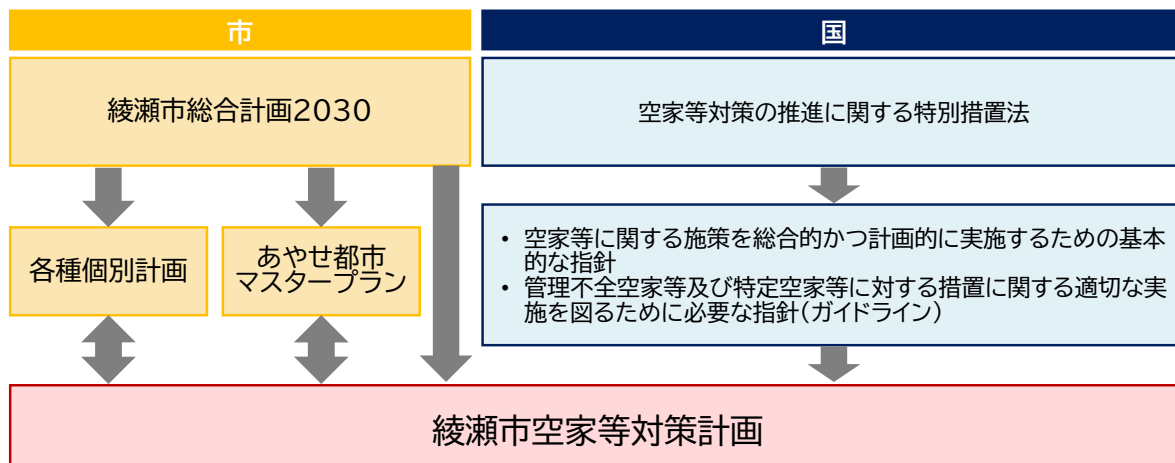 市
国
綾瀬市総合計画2030
空家等対策の推進に関する特別措置法
各種個別計画
あやせ都市
マスタープラン
• 空家等に関する施策を総合的かつ計画的に実施するための基本
的な指針
• 管理不全空家等及び特定空家等に対する措置に関する適切な実
施を図るために必要な指針(ガイドライン)
綾瀬市空家等対策計画